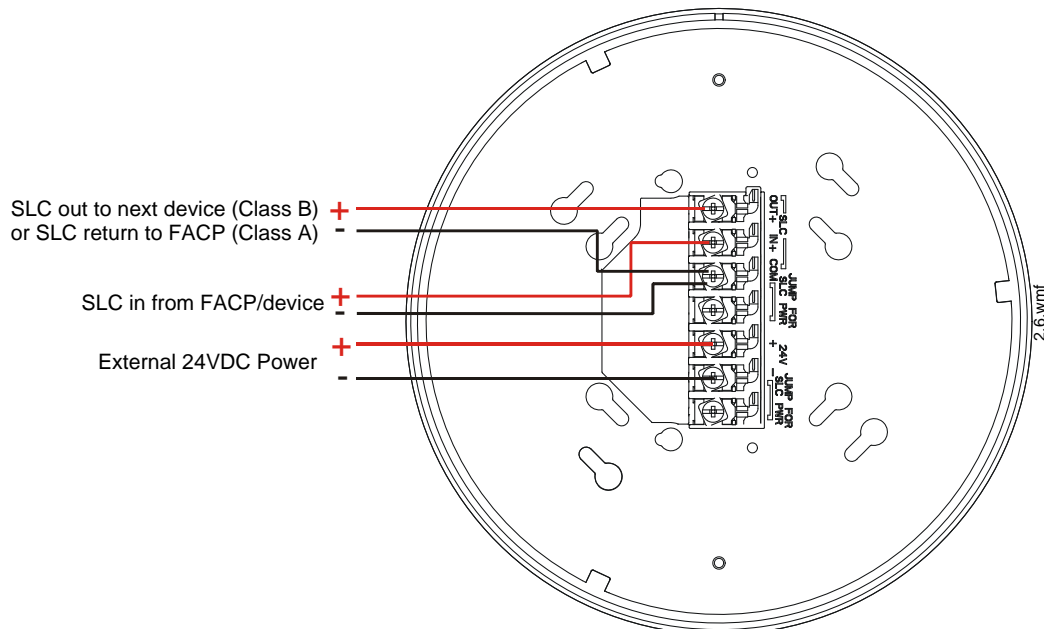 SLC out to next device (Class B) +
or SLC return to FACP (Class A) -
SLC in from FACP/device +
-
External 24VDC Power +
-
SLC
OUT+ IN+ COM
JUMP FOR
SLC PWR
+ 24V -
JUMP FOR
SLC PWR
2.6.wmf